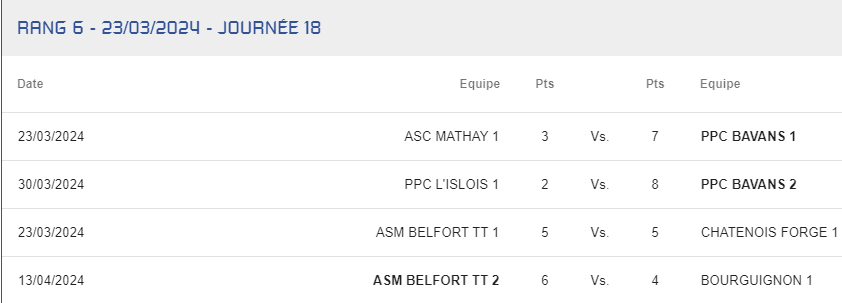 RANG 6 - 23/03/2024 - JOURNÉE 18
Date Equipe Pts Pts Equipe
23/03/2024 ASC MATHAY 1 3 Vs. 7 PPC BAVANS 1
30/03/2024 PPC L'ISLOIS 1 2 Vs. 8 PPC BAVANS 2
23/03/2024 ASM BELFORT TT 1 5 Vs. 5 CHATENOIS FORGE 1
13/04/2024 ASM BELFORT TT 2 6 Vs. 4 BOURGUIGNON 1